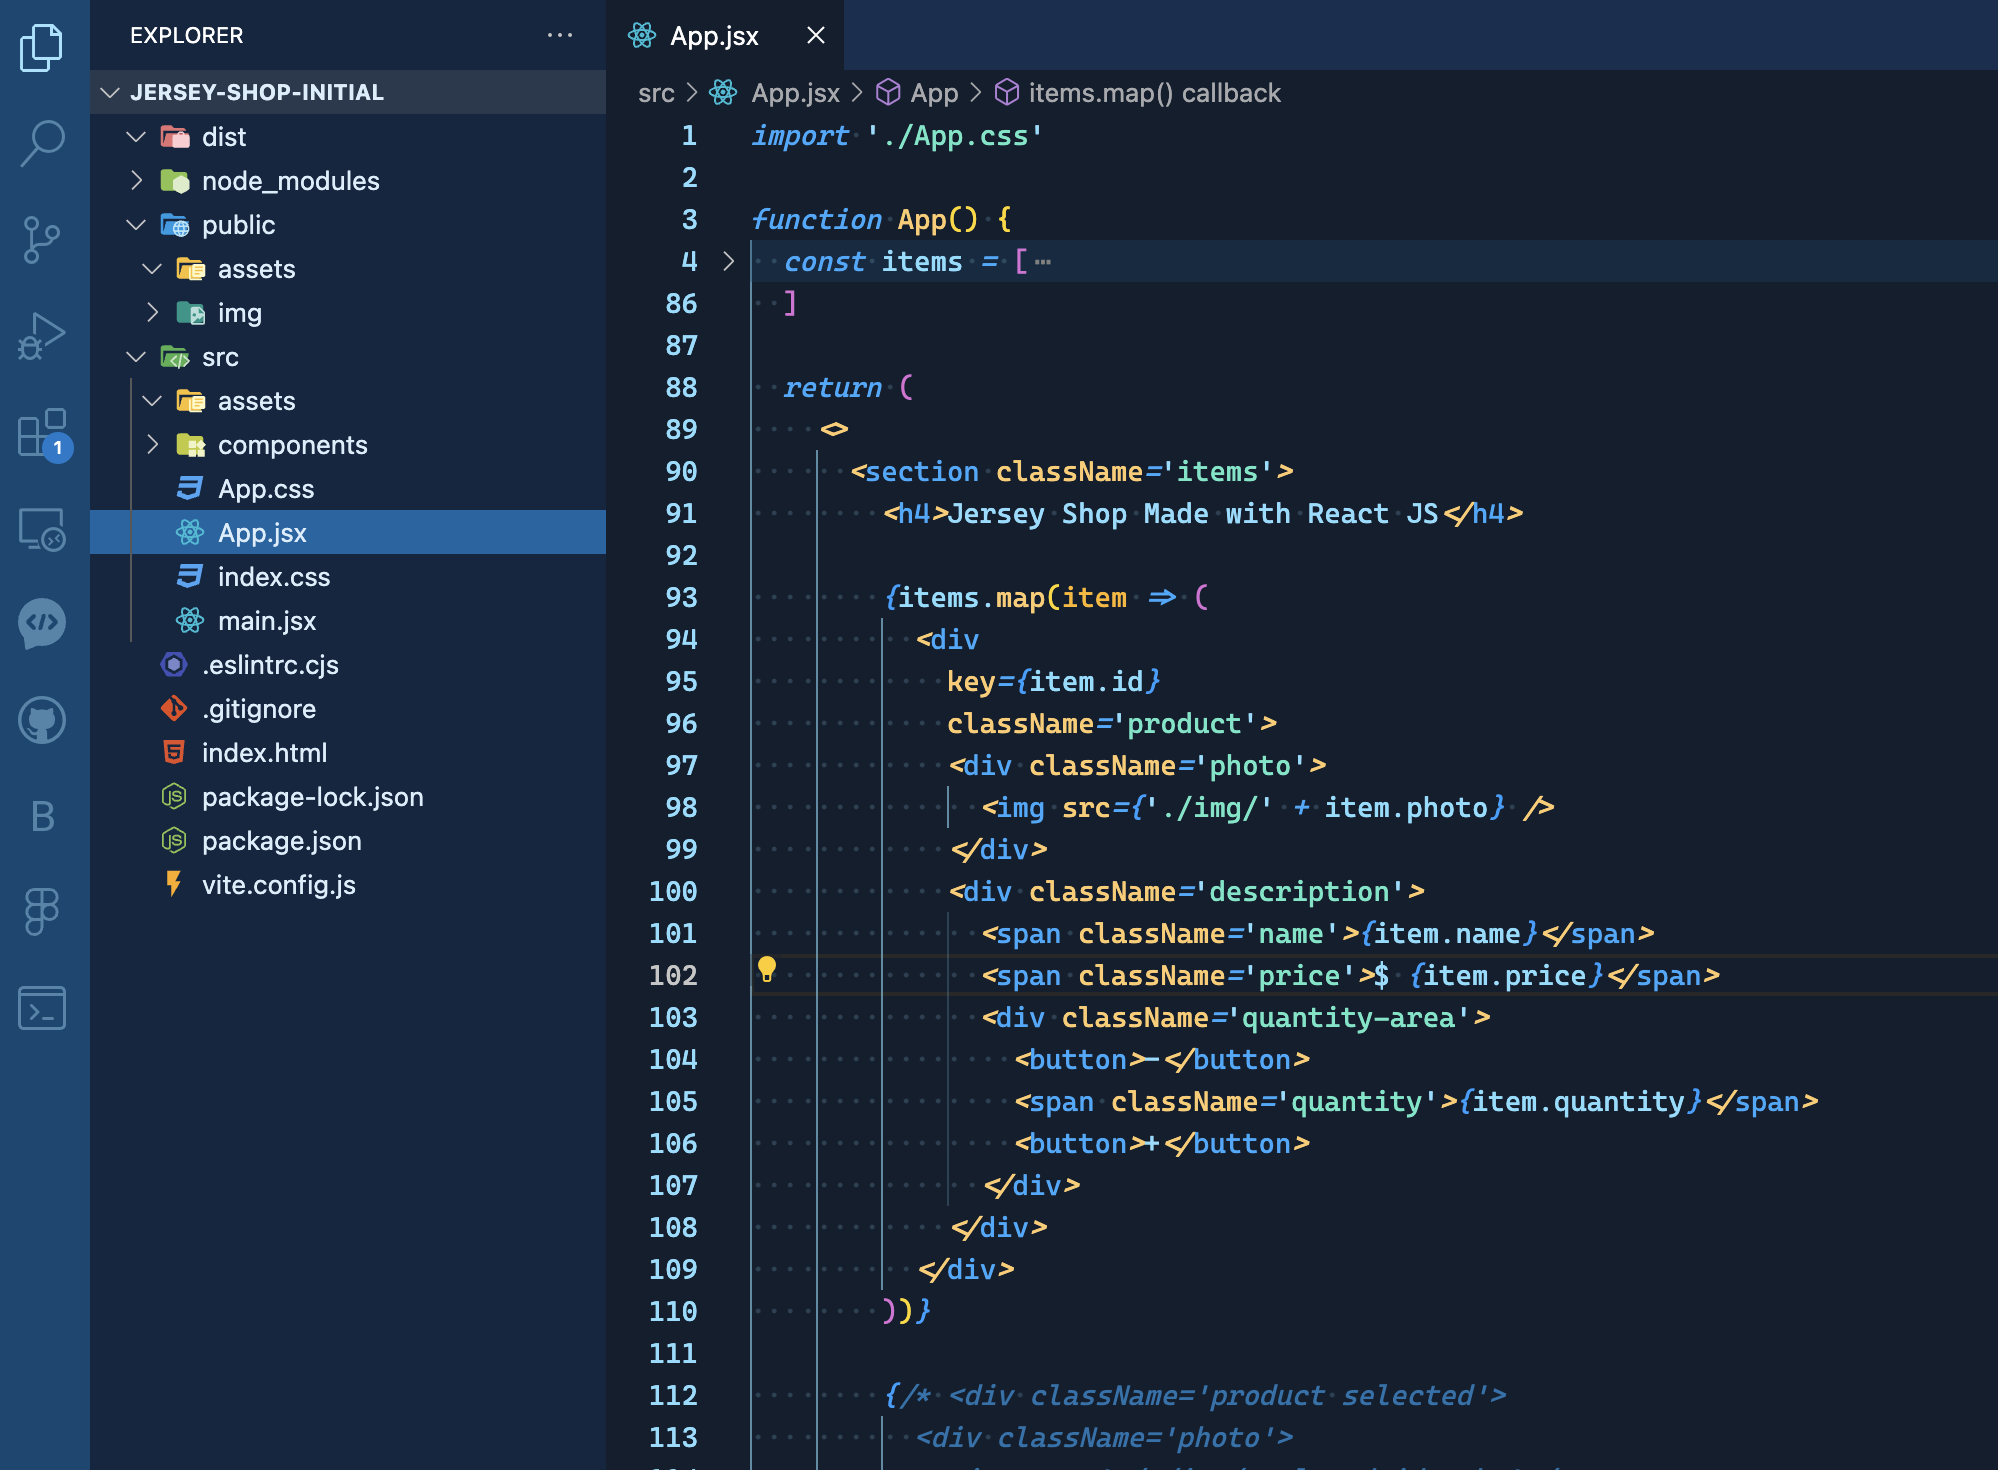 EXPLORER
JERSEY-SHOP-INITIAL
dist
node_modules
public
assets
img
src
assets
components
App.css
App.jsx
index.css
main.jsx
.eslintrc.cjs
.gitignore
index.html
package-lock.json
package.json
vite.config.js
1
B
App.jsx
src > App.jsx > App > items.map() callback
1 import './App.css'
2
3 function App() {
4 const items = [ ⋯
86 ]
87
88 return (
89 <>
90 <section className='items'>
91 <h4>Jersey Shop Made with React JS</h4>
92
93 {items.map(item => (
94 <div
95 key={item.id}
96 className='product'>
97 <div className='photo'>
98 <img src={'./img/' + item.photo} />
99 </div>
100 <div className='description'>
101 <span className='name'>{item.name}</span>
102 <span className='price'>$ {item.price}</span>
103 <div className='quantity-area'>
104 <button>-</button>
105 <span className='quantity'>{item.quantity}</span>
106 <button>+</button>
107 </div>
108 </div>
109 </div>
110 ))}
111
112 {/* <div className='product selected'>
113 <div className='photo'>